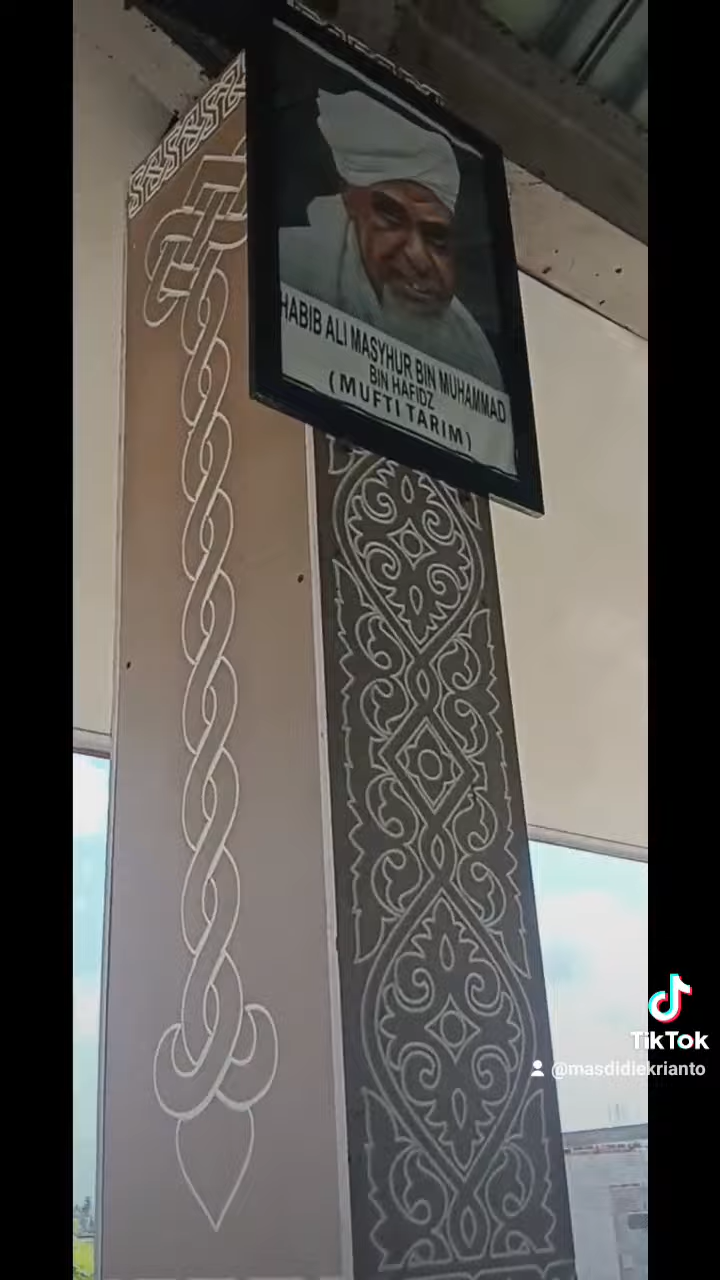 HABIB ALI MASYHUR BIN MUHAMMAD
BIN HAFIDZ
(MUFTI TARIM)
TikTok
@masdidiekrianto